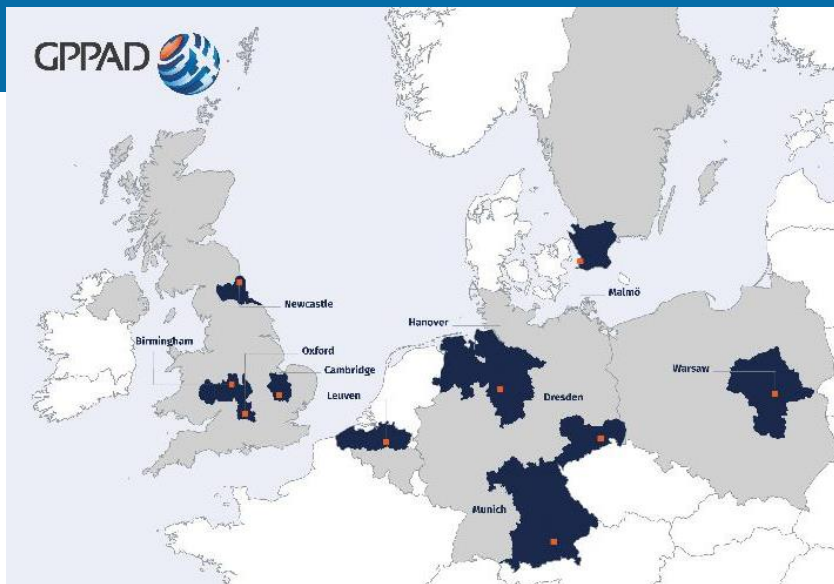 GPPAD
Newcastle
Malmö
Hanover
Birmingham
Oxford
Cambridge
Leuven
Warsaw
Dresden
Munich